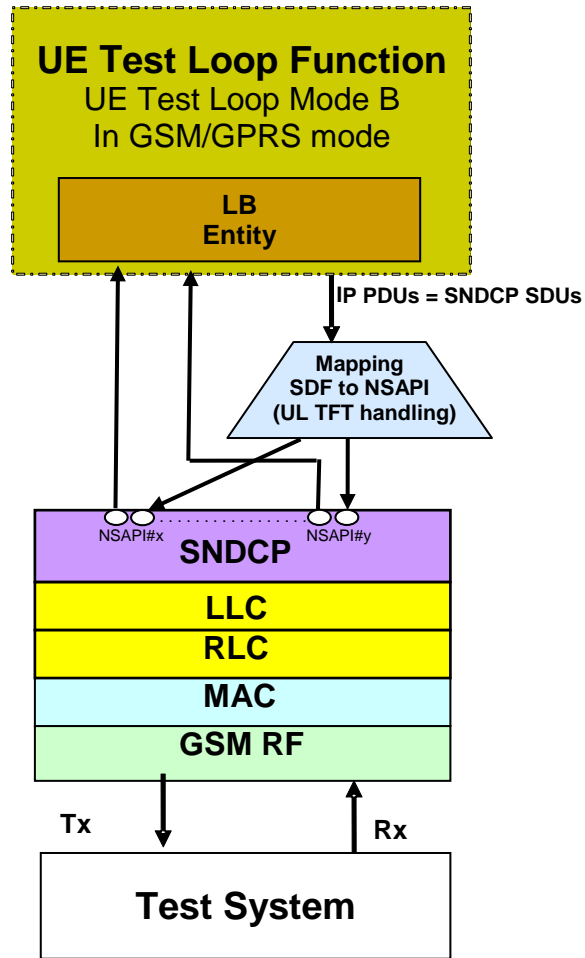 UE Test Loop Function
UE Test Loop Mode B
In GSM/GPRS mode
LB
Entity
IP PDUs = SNDCP SDUs
Mapping
SDF to NSAPI
(UL TFT handling)
NSAPI#x
NSAPI#y
SNDCP
LLC
RLC
MAC
GSM RF
Tx
Rx
Test System